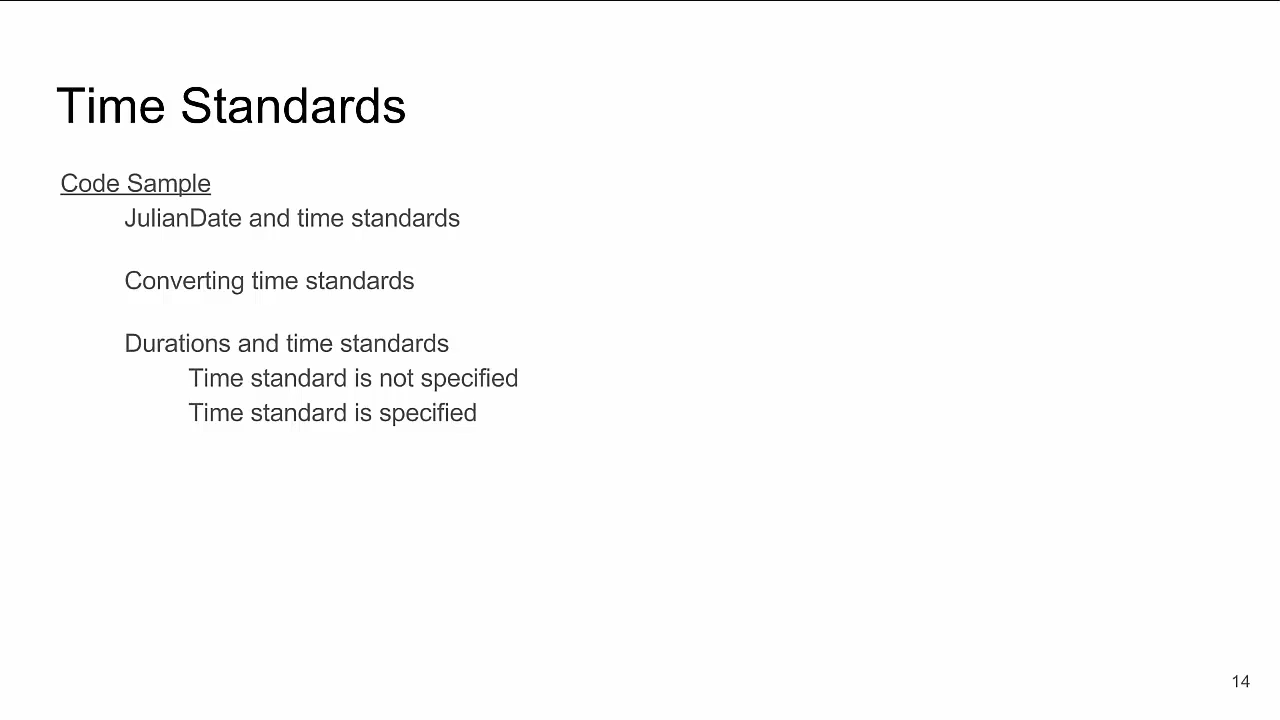 Time Standards
Code Sample
JulianDate and time standards
Converting time standards
Durations and time standards
Time standard is not specified
Time standard is specified
14